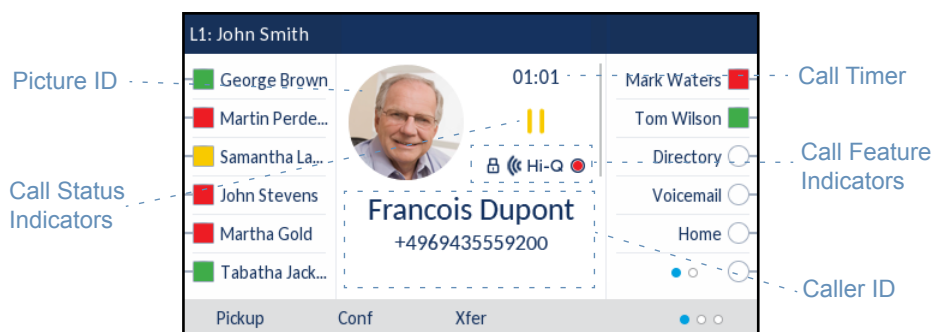 L1: John Smith
Picture ID
George Brown
01:01
Mark Waters
Call Timer
Martin Perde...
Tom Wilson
Samantha La...
Hi-Q
Directory
Call Feature
Indicators
Call Status
Indicators
John Stevens
Francois Dupont
Voicemail
Martha Gold
+4969435559200
Home
Tabatha Jack...
Caller ID
Pickup Conf Xfer